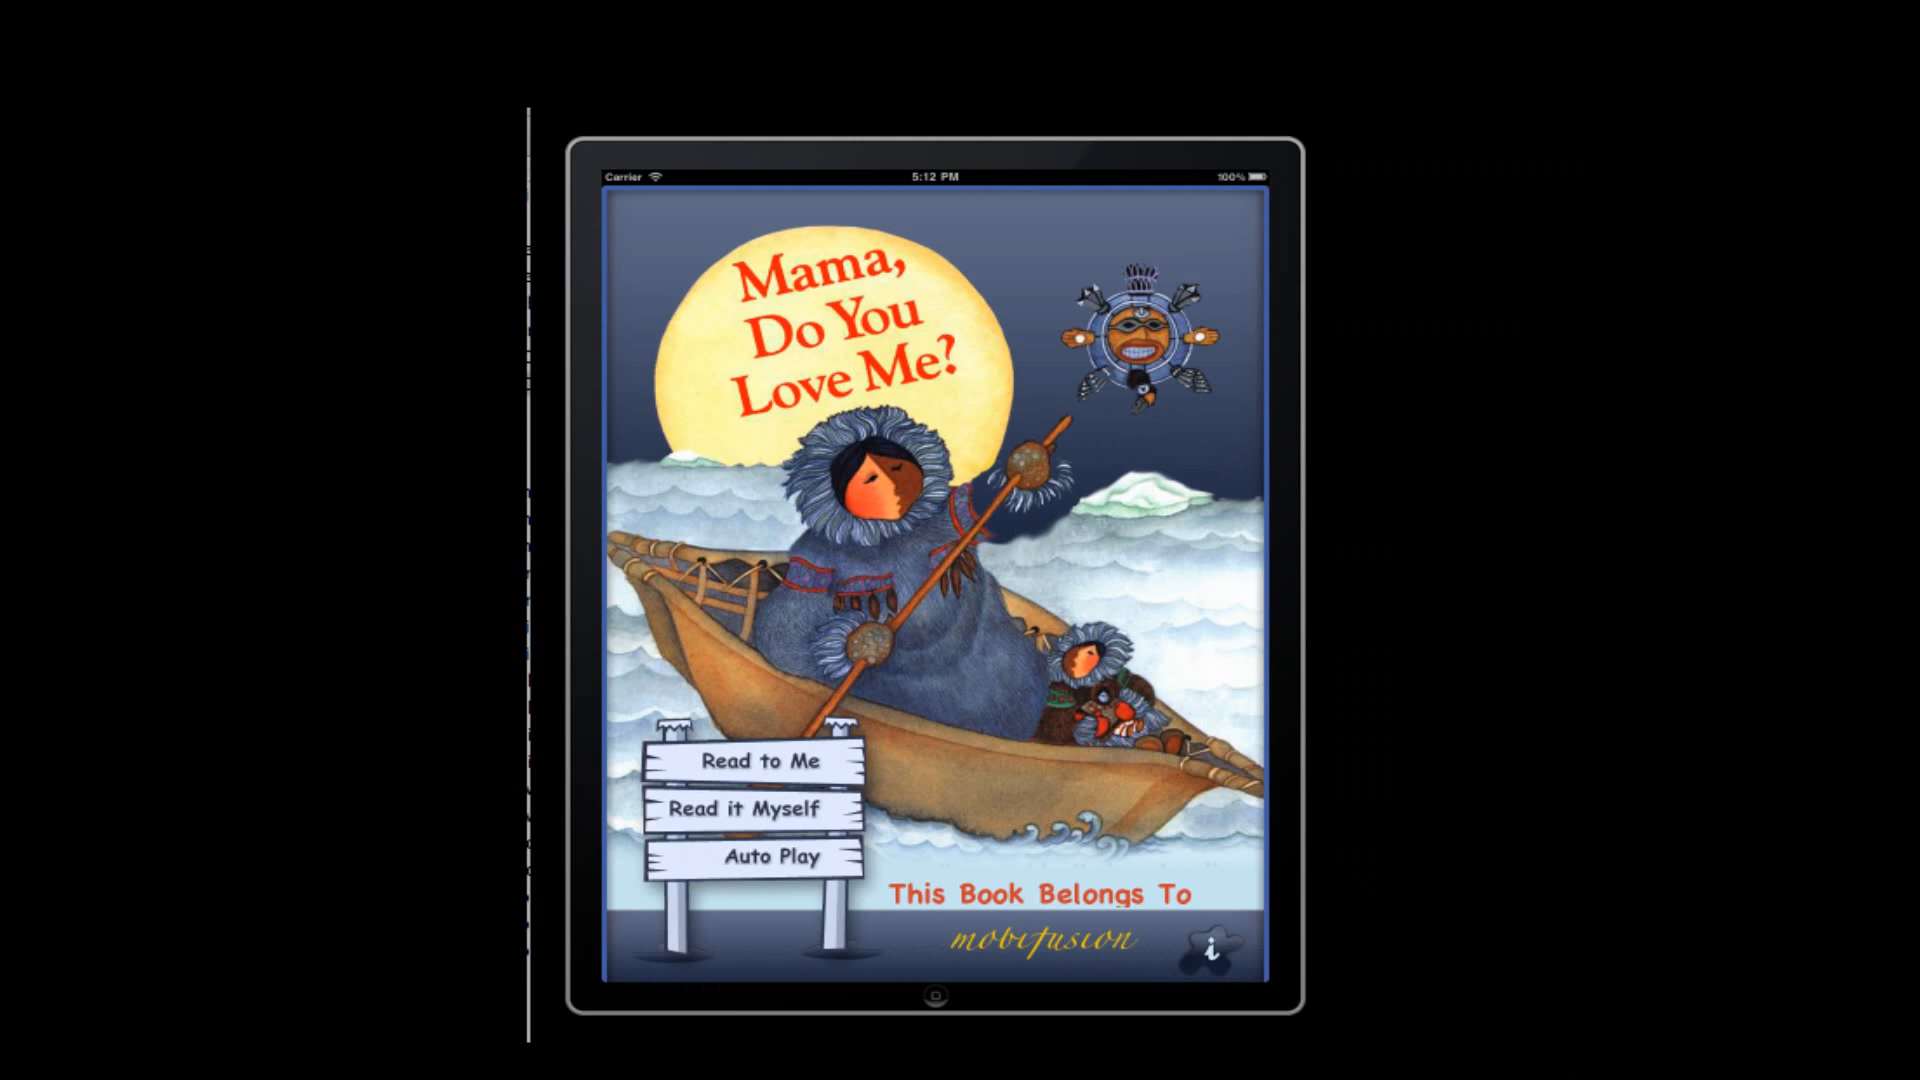 Carrier
5:12 PM
100%
Mama,
Do You
Love Me?
Read to Me
Read it Myself
Auto Play
This Book Belongs To
mobifusion
i